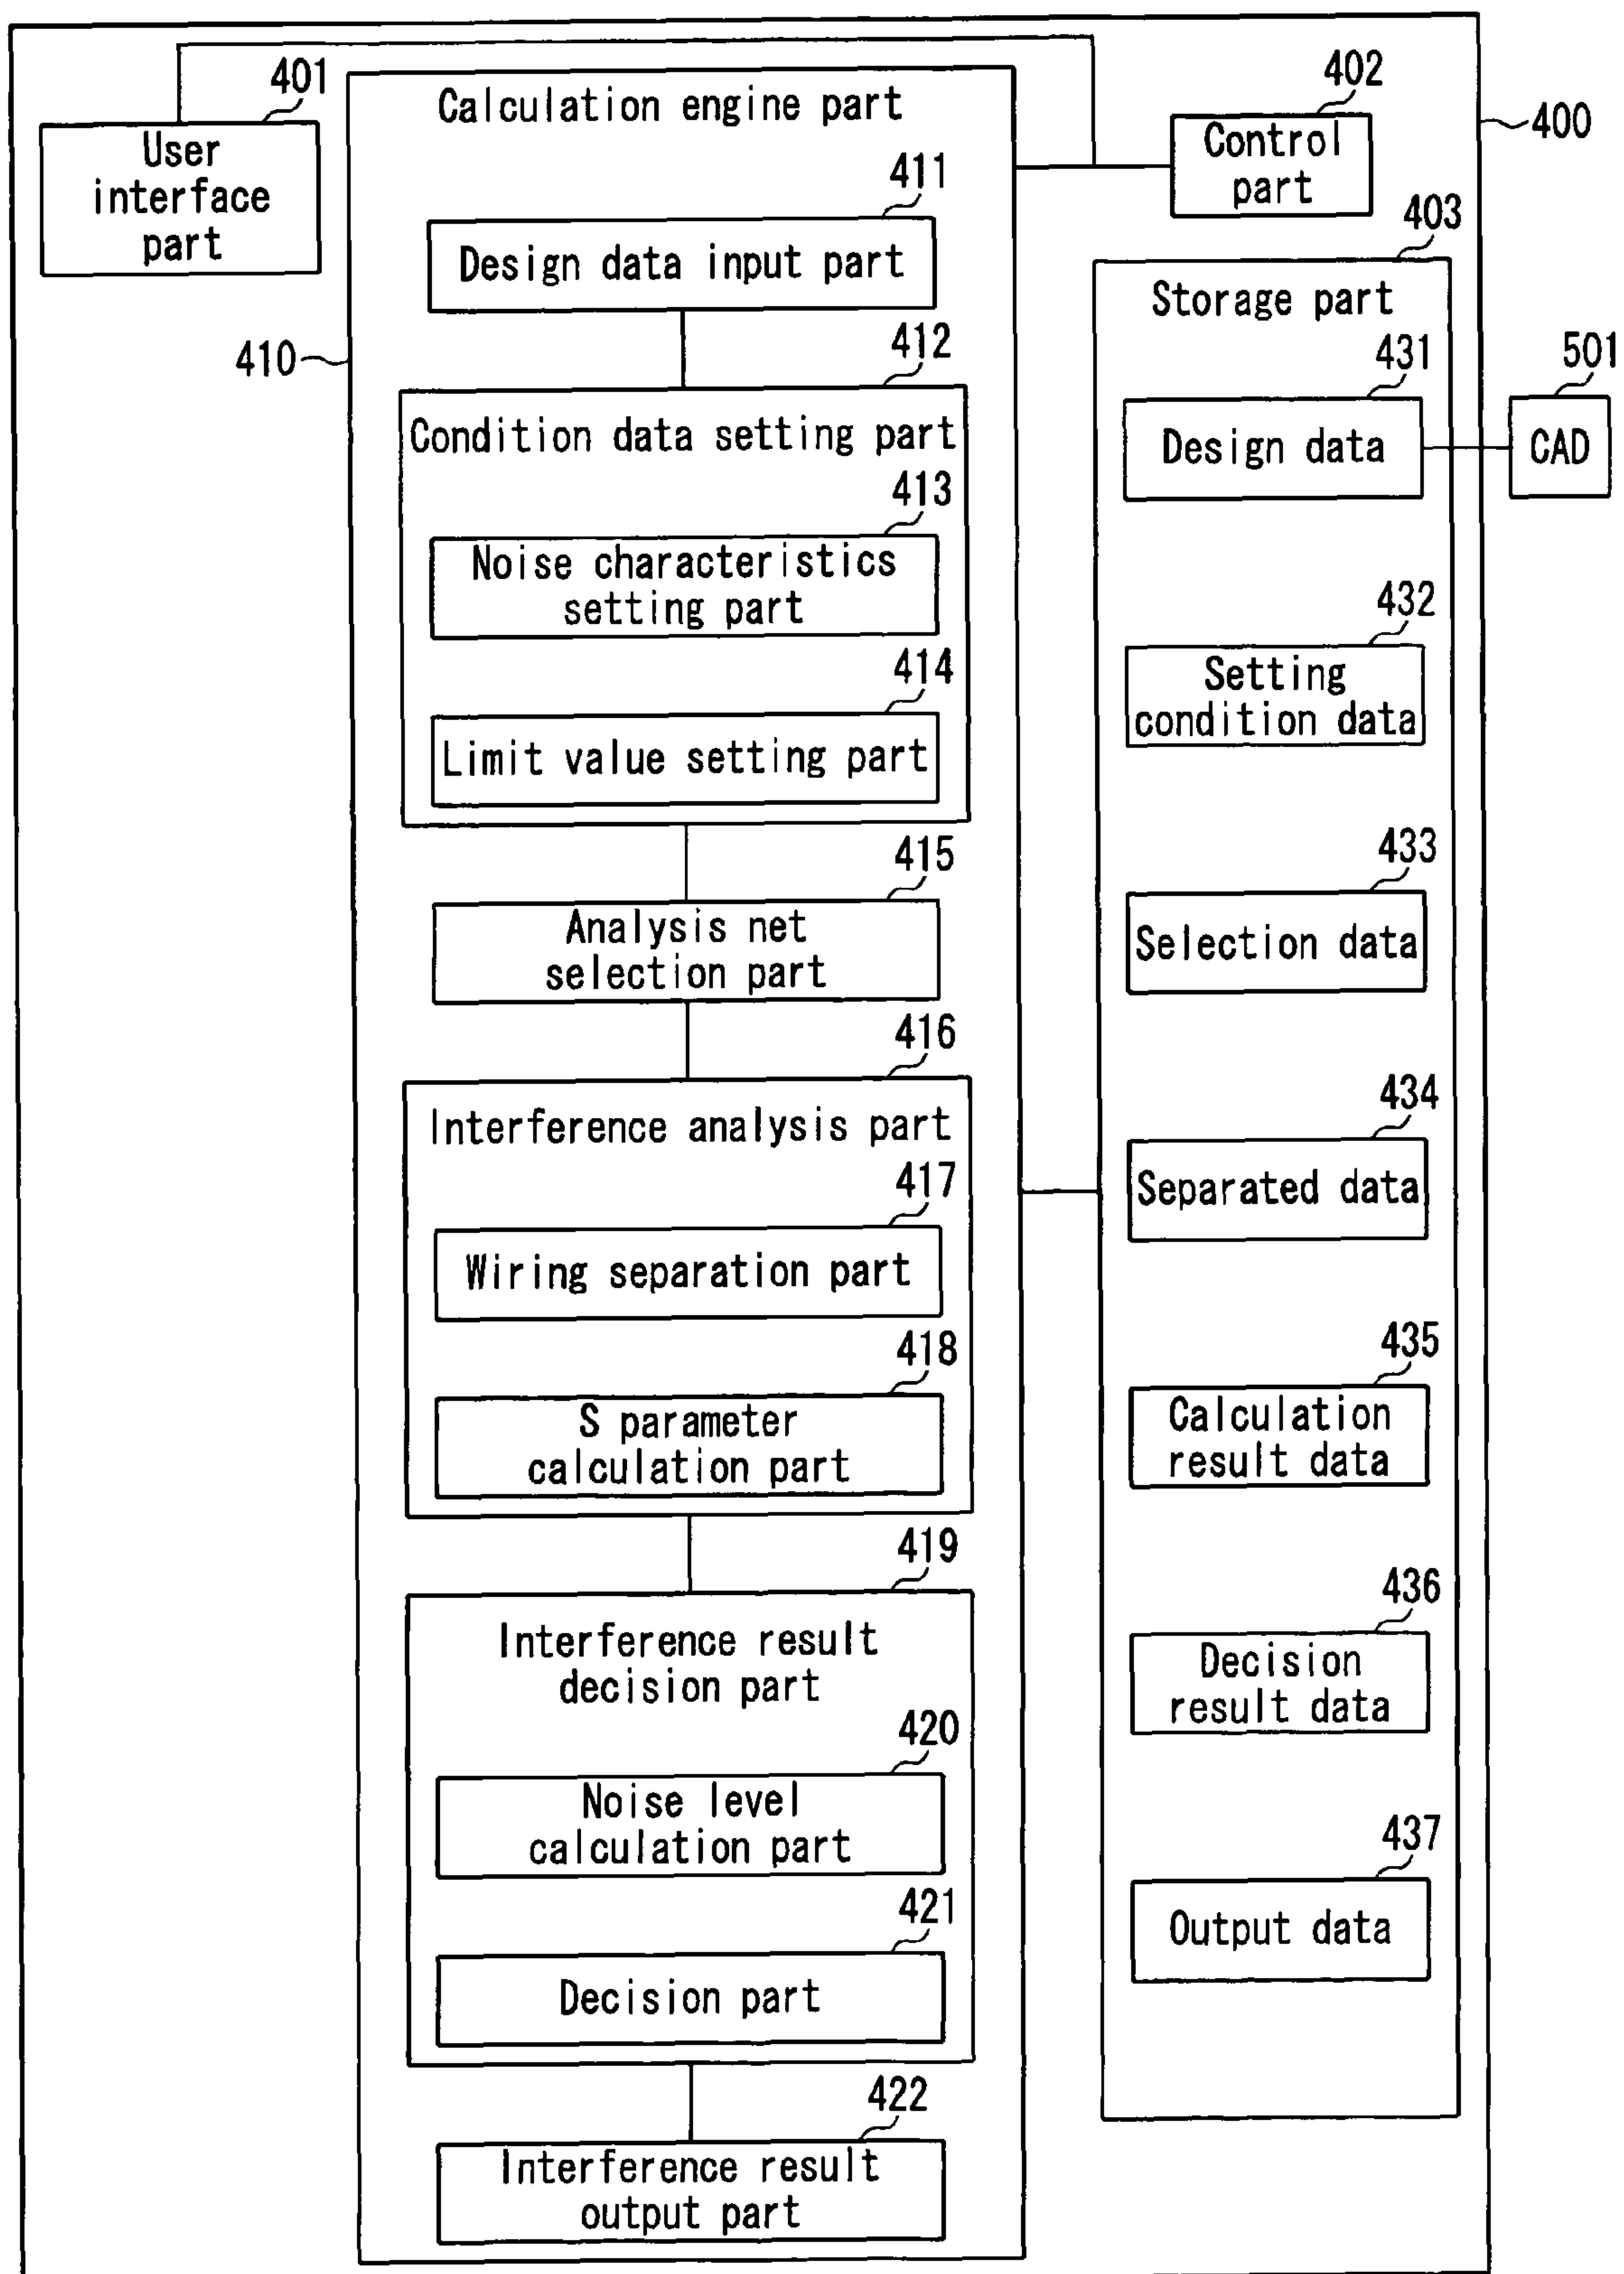 401
User
interface
part
Calculation engine part
402
Control
part
400
410
411
Design data input part
412
Condition data setting part
413
Noise characteristics
setting part
414
Limit value setting part
415
Analysis net
selection part
416
Interference analysis part
417
Wiring separation part
418
S parameter
calculation part
419
Interference result
decision part
420
Noise level
calculation part
421
Decision part
422
Interference result
output part
403
Storage part
431
Design data
501
CAD
432
Setting
condition data
433
Selection data
434
Separated data
435
Calculation
result data
436
Decision
result data
437
Output data